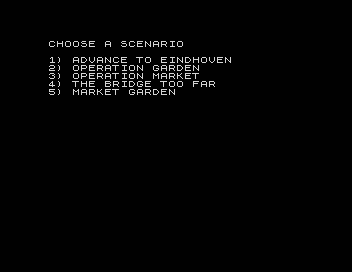 CHOOSE A SCENARIO
1) ADVANCE TO EINDHOVEN
2) OPERATION GARDEN
3) OPERATION MARKET
4) THE BRIDGE TOO FAR
5) MARKET GARDEN